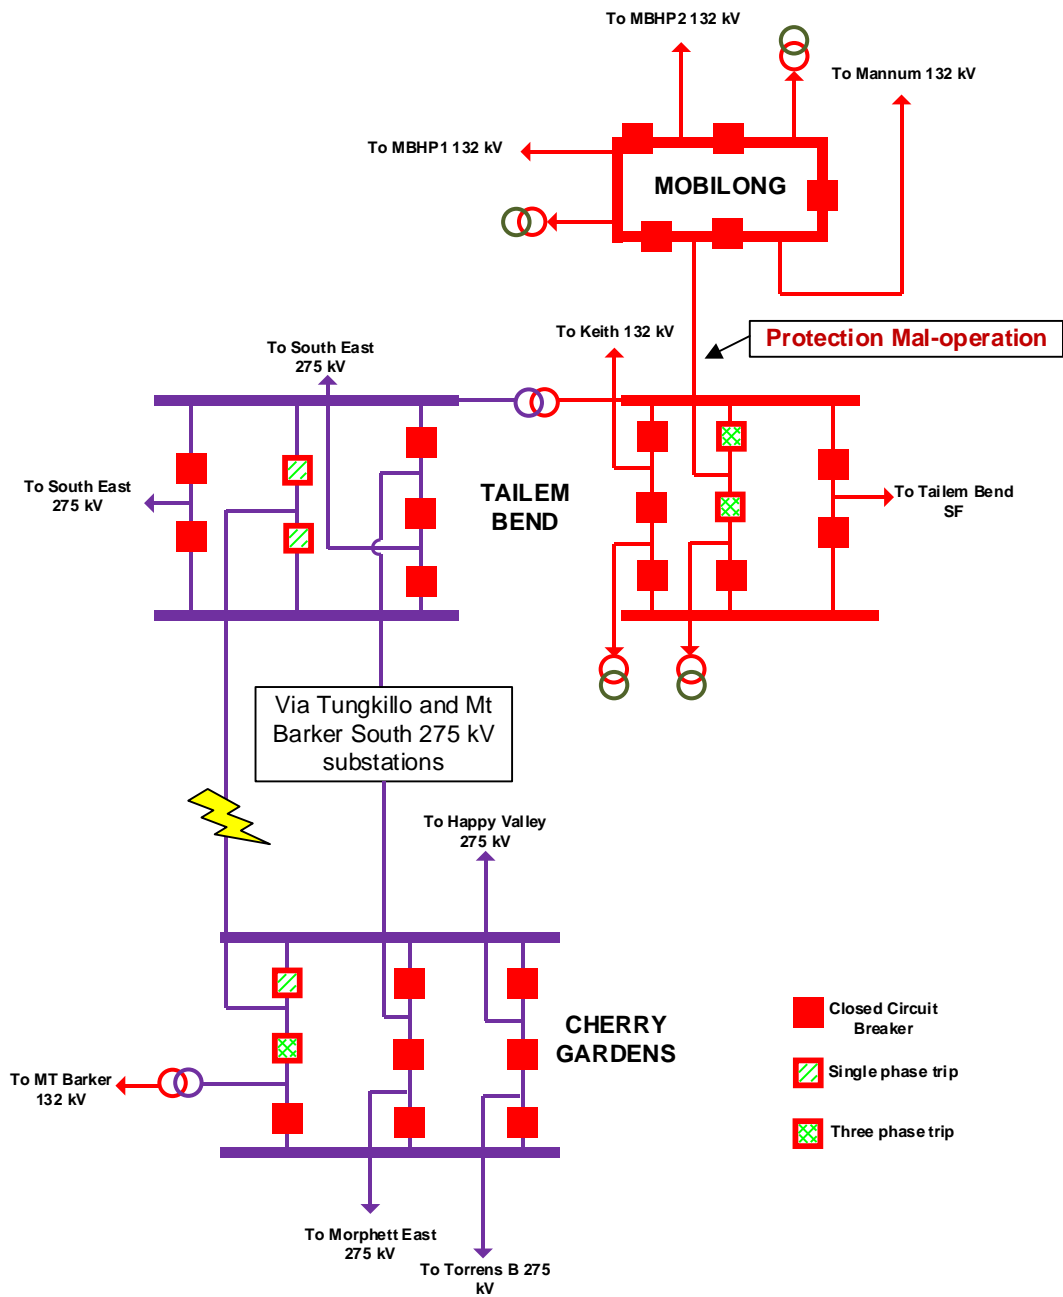 To MBHP2 132 kV
To Mannum 132 kV
To MBHP1 132 kV
MOBILONG
To Keith 132 kV
Protection Mal-operation
To South East
275 kV
To South East
275 kV
TAILEM
BEND
To Tailem Bend
SF
Via Tungkillo and Mt
Barker South 275 kV
substations
To Happy Valley
275 kV
CHERRY
GARDENS
To MT Barker
132 kV
To Morphett East
275 kV
To Torrens B 275
kV
Closed Circuit
Breaker
Single phase trip
Three phase trip